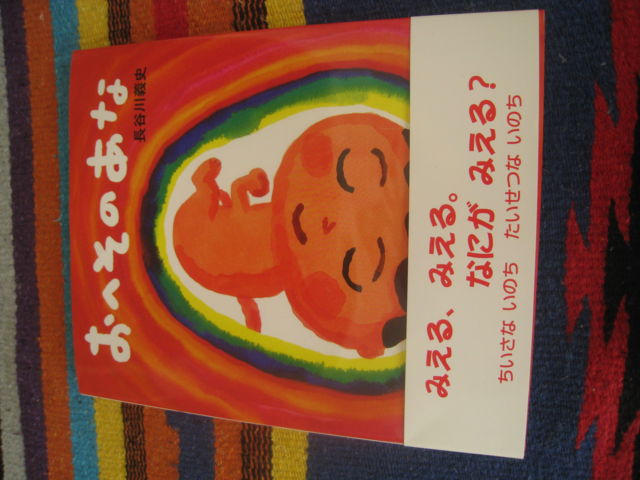 おへそのあな
長谷川義史
みえる、みえる。
なにが みえる？
ちいさな いのち たいせつな いのち